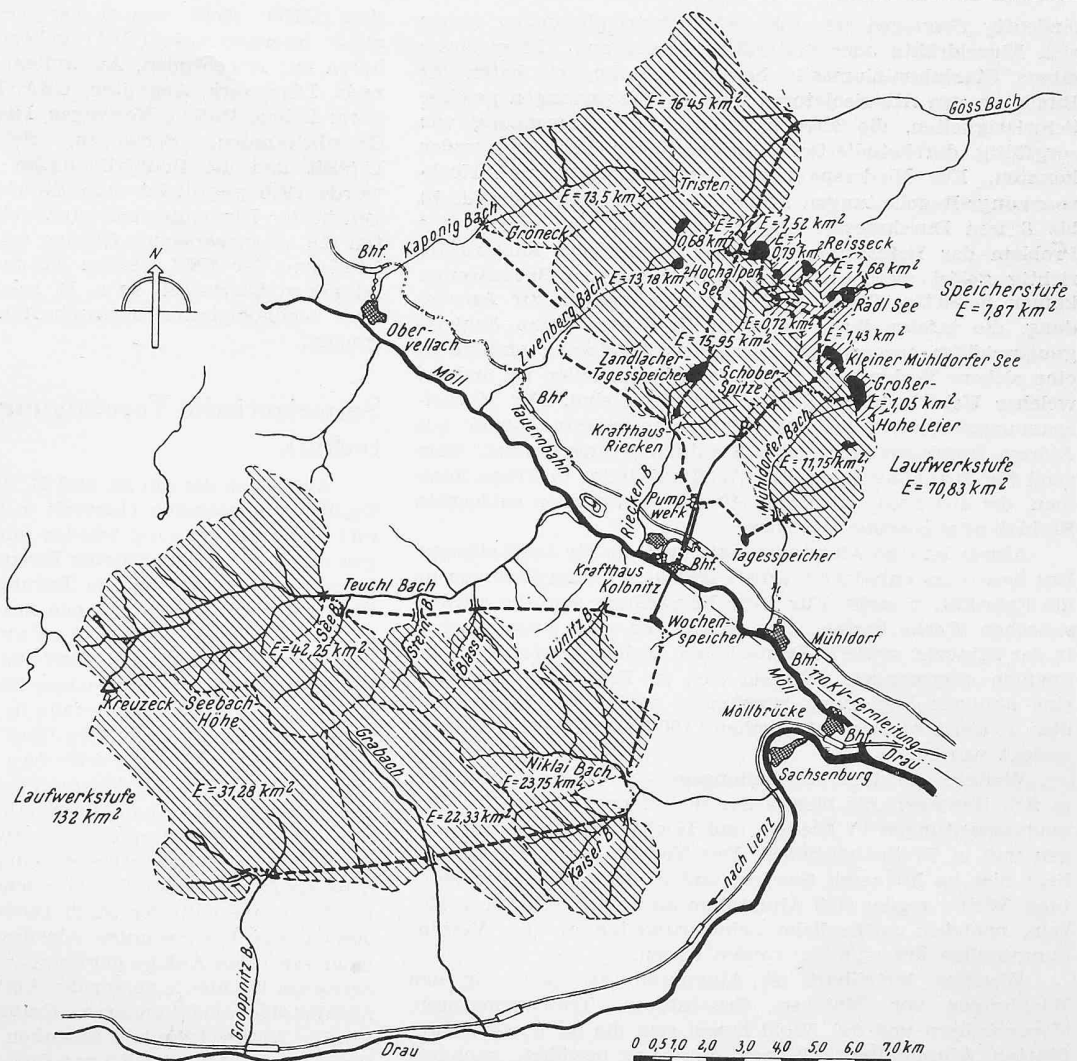 E = 16,45 km²
Göss Bach
Tristen-
E = 13,5 km²
Gröneck
Kaponig Bach
Bhf.
E =
0,68 km²
E = 1,52 km²
E =
0,79 km²
Reisseck
E = 1,68 km²
E = 13,18 km²
Hochalpen
See
Radl See
Speicherstufe
E = 7,87 km²
N
Ober-
vellach
Zwenberg Bach
E = 0,72 km²
E = 15,95 km²
1,43 km²
Möll
Zandlacher-
Tagesspeicher
Schober-
Spitze
Kleiner Mühldorfer See
Großer-
E = 1,05 km²
Hohe Leier
Bhf.
Tauernbahn
Krafthaus
Riecken
Mühldorfer Bach
E = 11,75 km²
Laufwerkstufe
E = 70,83 km²
Riecken B.
Pump
werk
Tagesspeicher
Krafthaus
Kolbnitz
Bhf.
Teuchl Bach
See B.
Stern B.
Blass B.
Lünitz B.
Wochen-
speicher
E = 42,25 km²
Mühldorf
Bhf.
Möll
110 KV-Fernleitung
Kreuzeck
Seebach-
Höhe
Möllbrücke
Bhf.
Drau
Grabach
Niklai Bach
E = 23,75 km²
Sachsenburg
Laufwerkstufe
132 km²
E = 31,28 km²
E = 22,33 km²
Kaiser B.
nach Lienz
Gnoppnitz B.
Drau
0 0,5 1,0 2,0 3,0 4,0 5,0 6,0 7,0 km